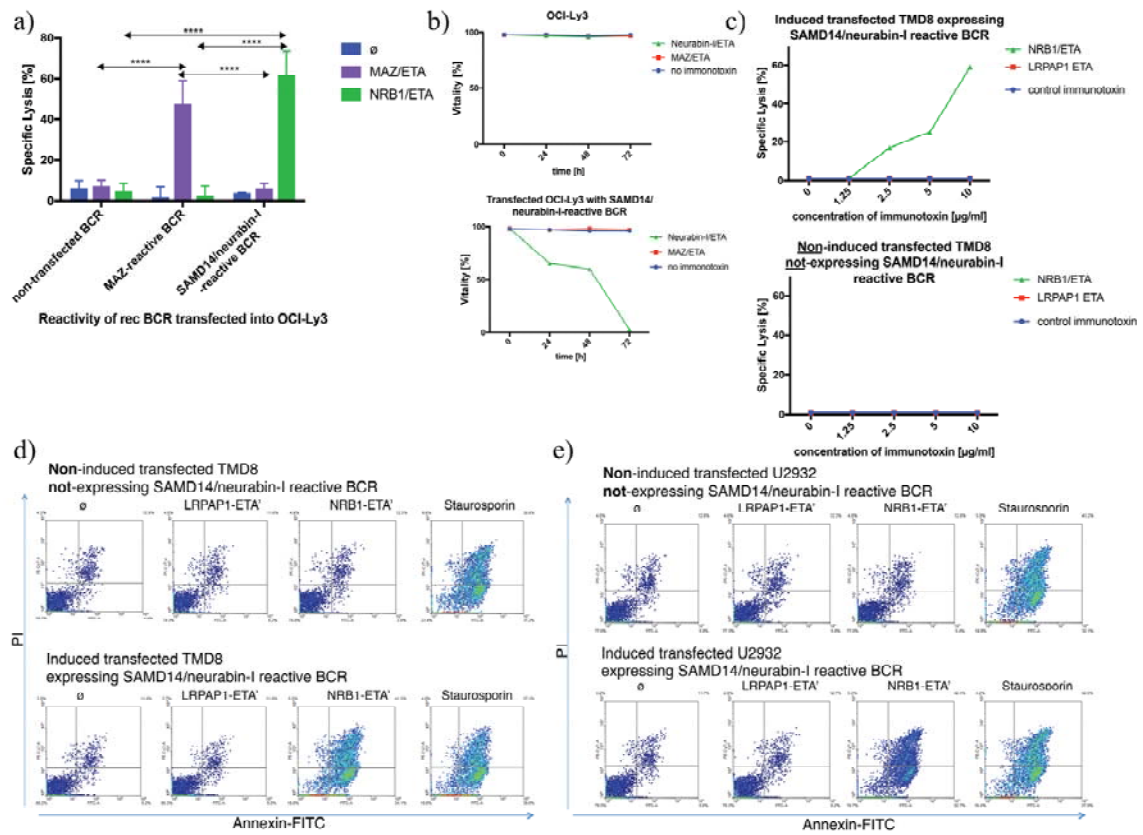 a)
Specific Lysis [%]
80
60
40
20
0
****
****
****
****
ø
MAZ/ETA
NRB1/ETA
non-transfected BCR
MAZ-reactive BCR
SAMD14/neurabin-I
-reactive BCR
Reactivity of rec BCR transfected into OCI-Ly3
b)
OCI-Ly3
Vitality [%]
100
50
0
0
24
48
72
time [h]
Neurabin-I/ETA
MAZ/ETA
no immunotoxin
Transfected OCI-Ly3 with SAMD14/
neurabin-I-reactive BCR
Vitality [%]
100
50
0
0
24
48
72
time [h]
Neurabin-I/ETA
MAZ/ETA
no immunotoxin
c)
Induced transfected TMD8 expressing
SAMD14/neurabin-I reactive BCR
Specific Lysis [%]
60
40
20
0
0
1.25
2.5
5
10
concentration of immunotoxin [µg/ml]
NRB1/ETA
LRPAP1 ETA
control immunotoxin
Non-induced transfected TMD8
not-expressing SAMD14/neurabin-I
reactive BCR
Specific Lysis [%]
60
40
20
0
0
1.25
2.5
5
10
concentration of immunotoxin [µg/ml]
NRB1/ETA
LRPAP1 ETA
control immunotoxin
d)
Non-induced transfected TMD8
not-expressing SAMD14/neurabin-I reactive BCR
ø
LRPAP1-ETA'
NRB1-ETA'
Staurosporin
PI
Induced transfected TMD8
expressing SAMD14/neurabin-I reactive BCR
ø
LRPAP1-ETA'
NRB1-ETA'
Staurosporin
Annexin-FITC
e)
Non-induced transfected U2932
not-expressing SAMD14/neurabin-I reactive BCR
ø
LRPAP1-ETA'
NRB1-ETA'
Staurosporin
PI
Induced transfected U2932
expressing SAMD14/neurabin-I reactive BCR
ø
LRPAP1-ETA'
NRB1-ETA'
Staurosporin
Annexin-FITC